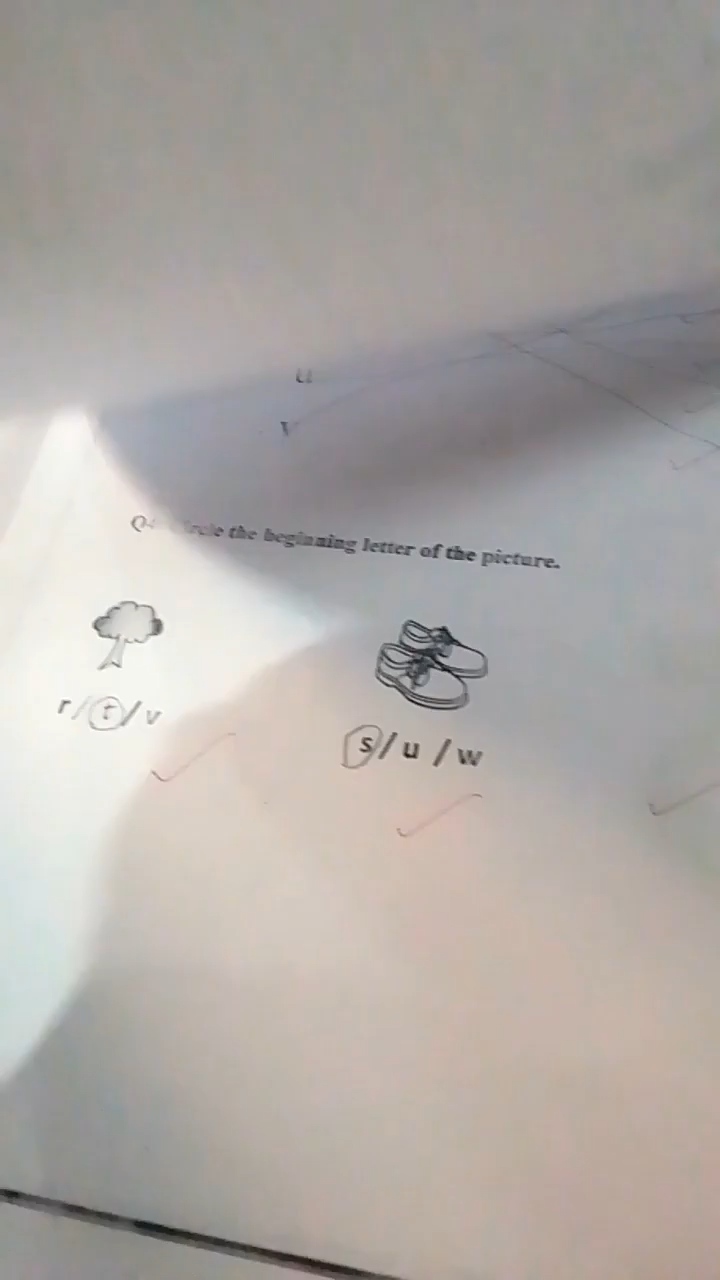 u
v
the beginning letter of the picture.
r / t / v
s / u / w